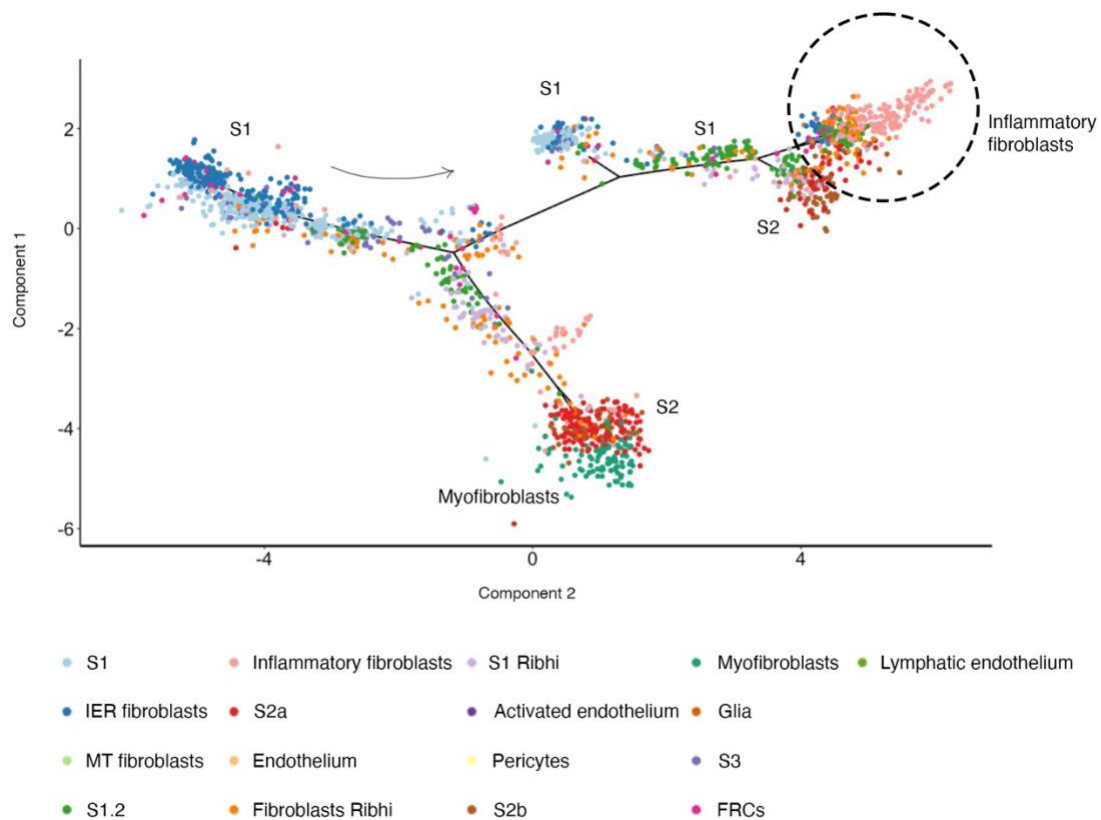 S1
S1
S1
Inflammatory
fibroblasts
S2
S2
Myofibroblasts
Component 1
2
0
-2
-4
-6
-4
0
4
Component 2
S1
Inflammatory fibroblasts
S1 Ribhi
Myofibroblasts
Lymphatic endothelium
IER fibroblasts
S2a
Activated endothelium
Glia
MT fibroblasts
Endothelium
Pericytes
S3
S1.2
Fibroblasts Ribhi
S2b
FRCs